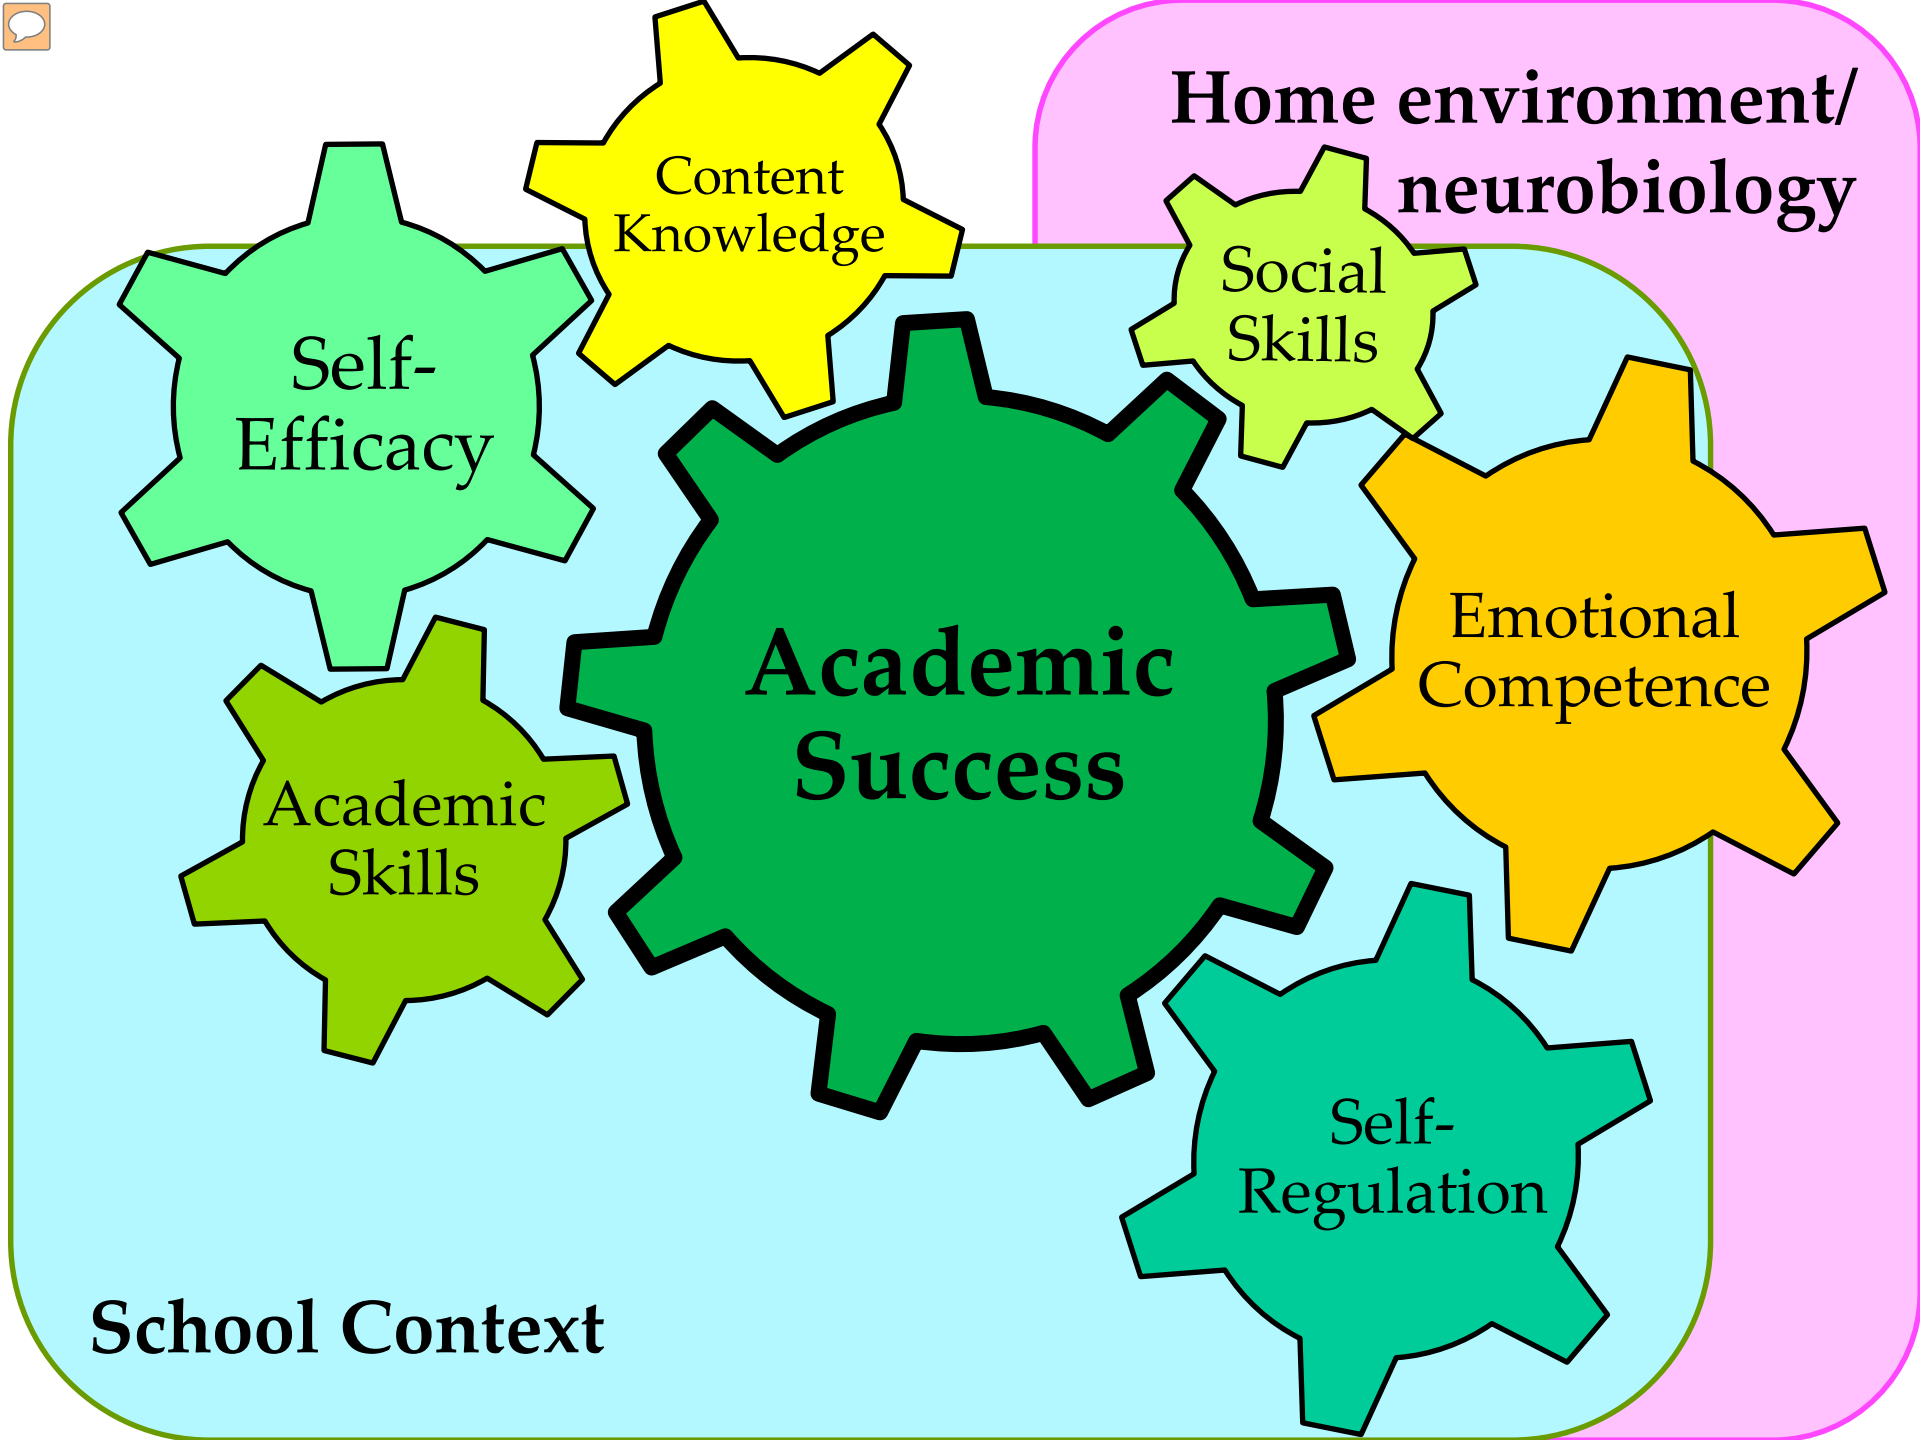 Home environment/
neurobiology
Content
Knowledge
Social
Skills
Self-
Efficacy
Emotional
Competence
Academic
Success
Academic
Skills
Self-
Regulation
School Context